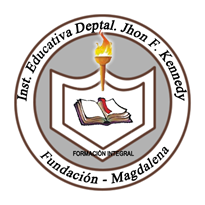 Inst. Educativa Deptal. Jhon F. Kennedy
FORMACIÓN INTEGRAL
Fundación - Magdalena